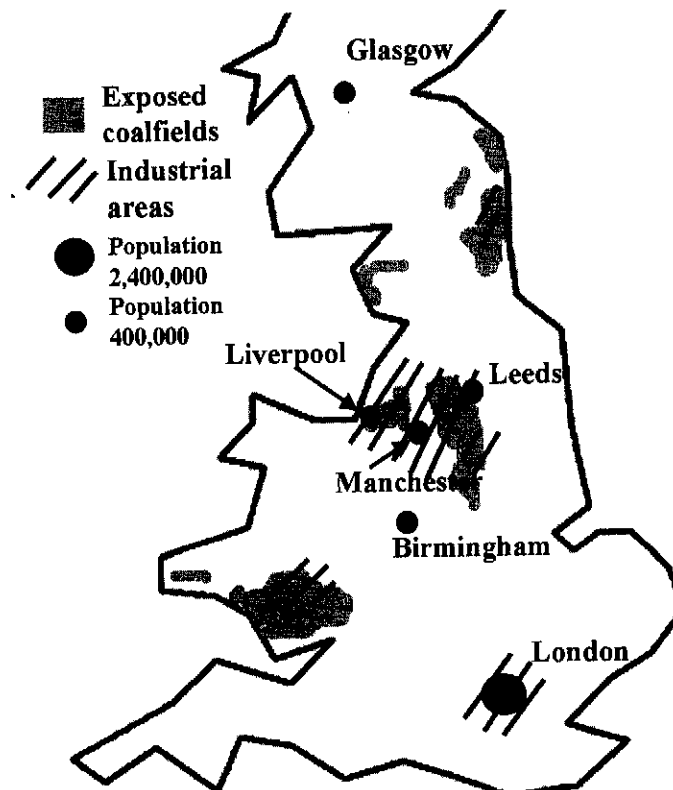 Glasgow
Exposed
coalfields
Industrial
areas
Population
2,400,000
Population
400,000
Liverpool
Leeds
Manchester
Birmingham
London